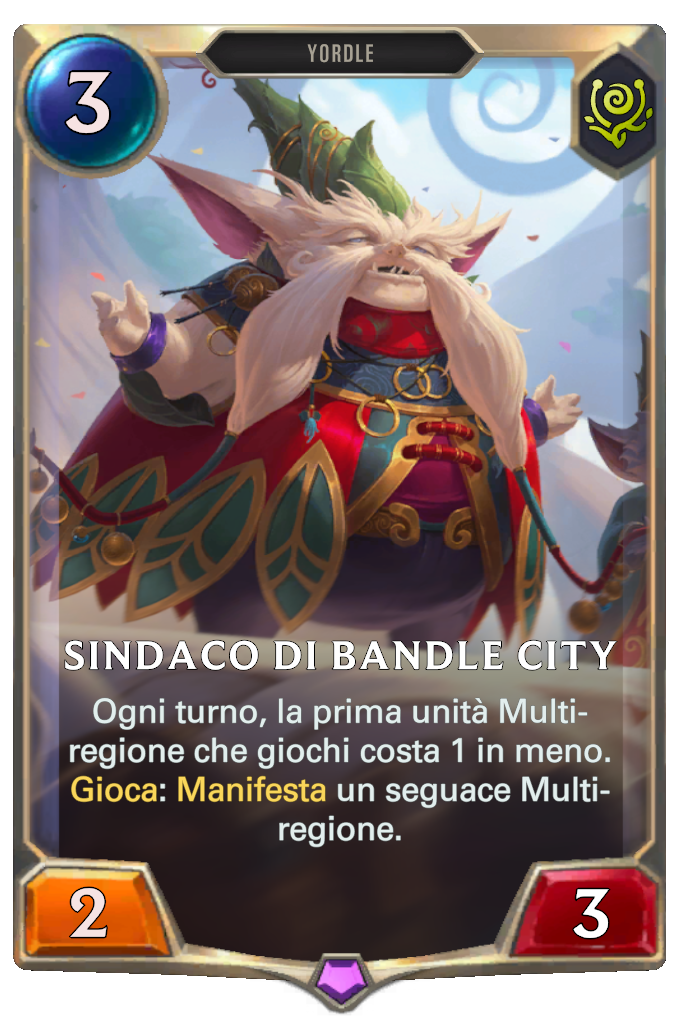 YORDLE
3
SINDACO DI BANDLE CITY
Ogni turno, la prima unità Multi-
regione che giochi costa 1 in meno.
Gioca: Manifesta un seguace Multi-
regione.
2
3